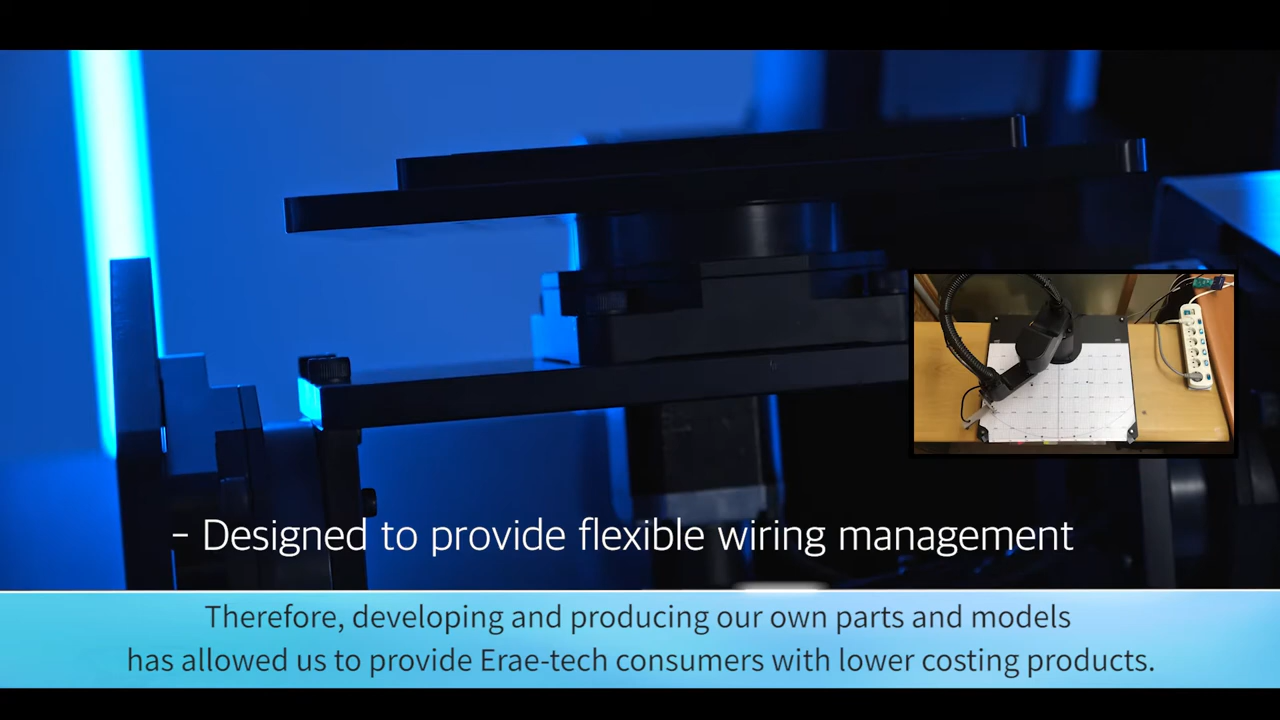 – Designed to provide flexible wiring management
Therefore, developing and producing our own parts and models
has allowed us to provide Erae-tech consumers with lower costing products.